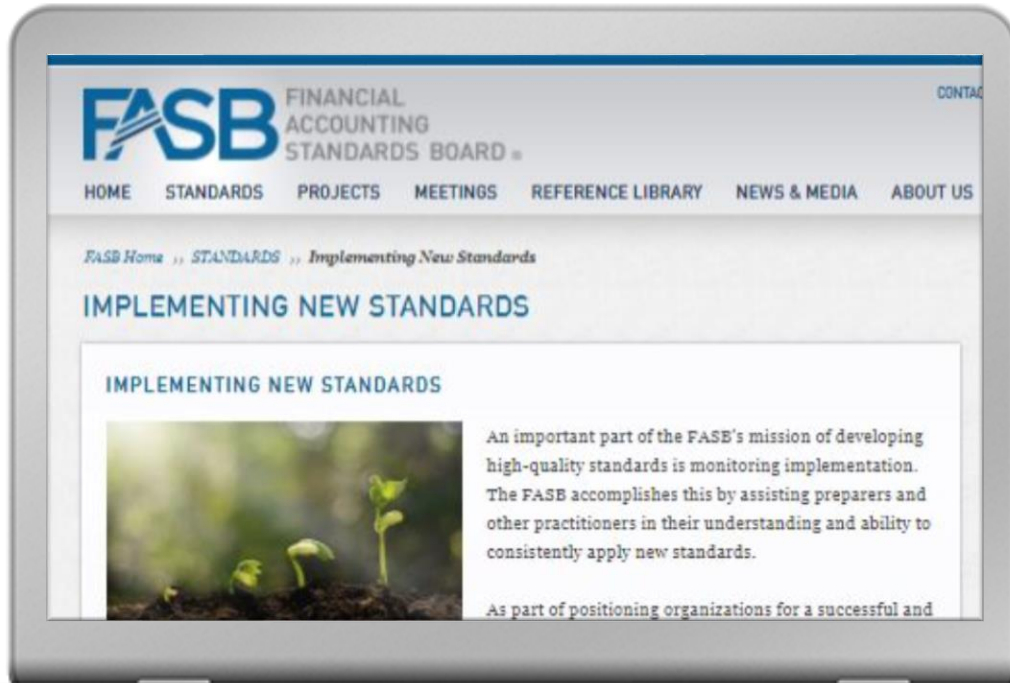 FASB FINANCIAL
ACCOUNTING
STANDARDS BOARD ®
CONTAC
HOME STANDARDS PROJECTS MEETINGS REFERENCE LIBRARY NEWS & MEDIA ABOUT US
FASB Home ›› STANDARDS ›› Implementing New Standards
IMPLEMENTING NEW STANDARDS
IMPLEMENTING NEW STANDARDS
An important part of the FASB's mission of developing
high-quality standards is monitoring implementation.
The FASB accomplishes this by assisting preparers and
other practitioners in their understanding and ability to
consistently apply new standards.
As part of positioning organizations for a successful and